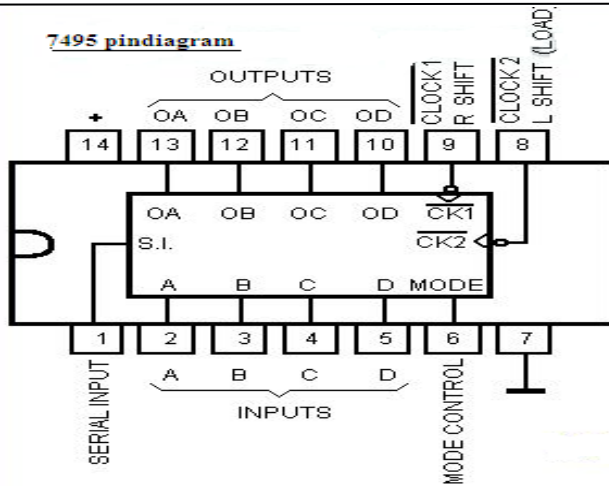 7495 pindiagram
OUTPUTS
CLOCK1
R SHIFT
CLOCK2
L SHIFT (LOAD)
+ OA OB OC OD
14 13 12 11 10 9 8
OA OB OC OD CK1
S.I. CK2
A B C D MODE
1 2 3 4 5 6 7
SERIAL INPUT
A B C D
INPUTS
MODE CONTROL